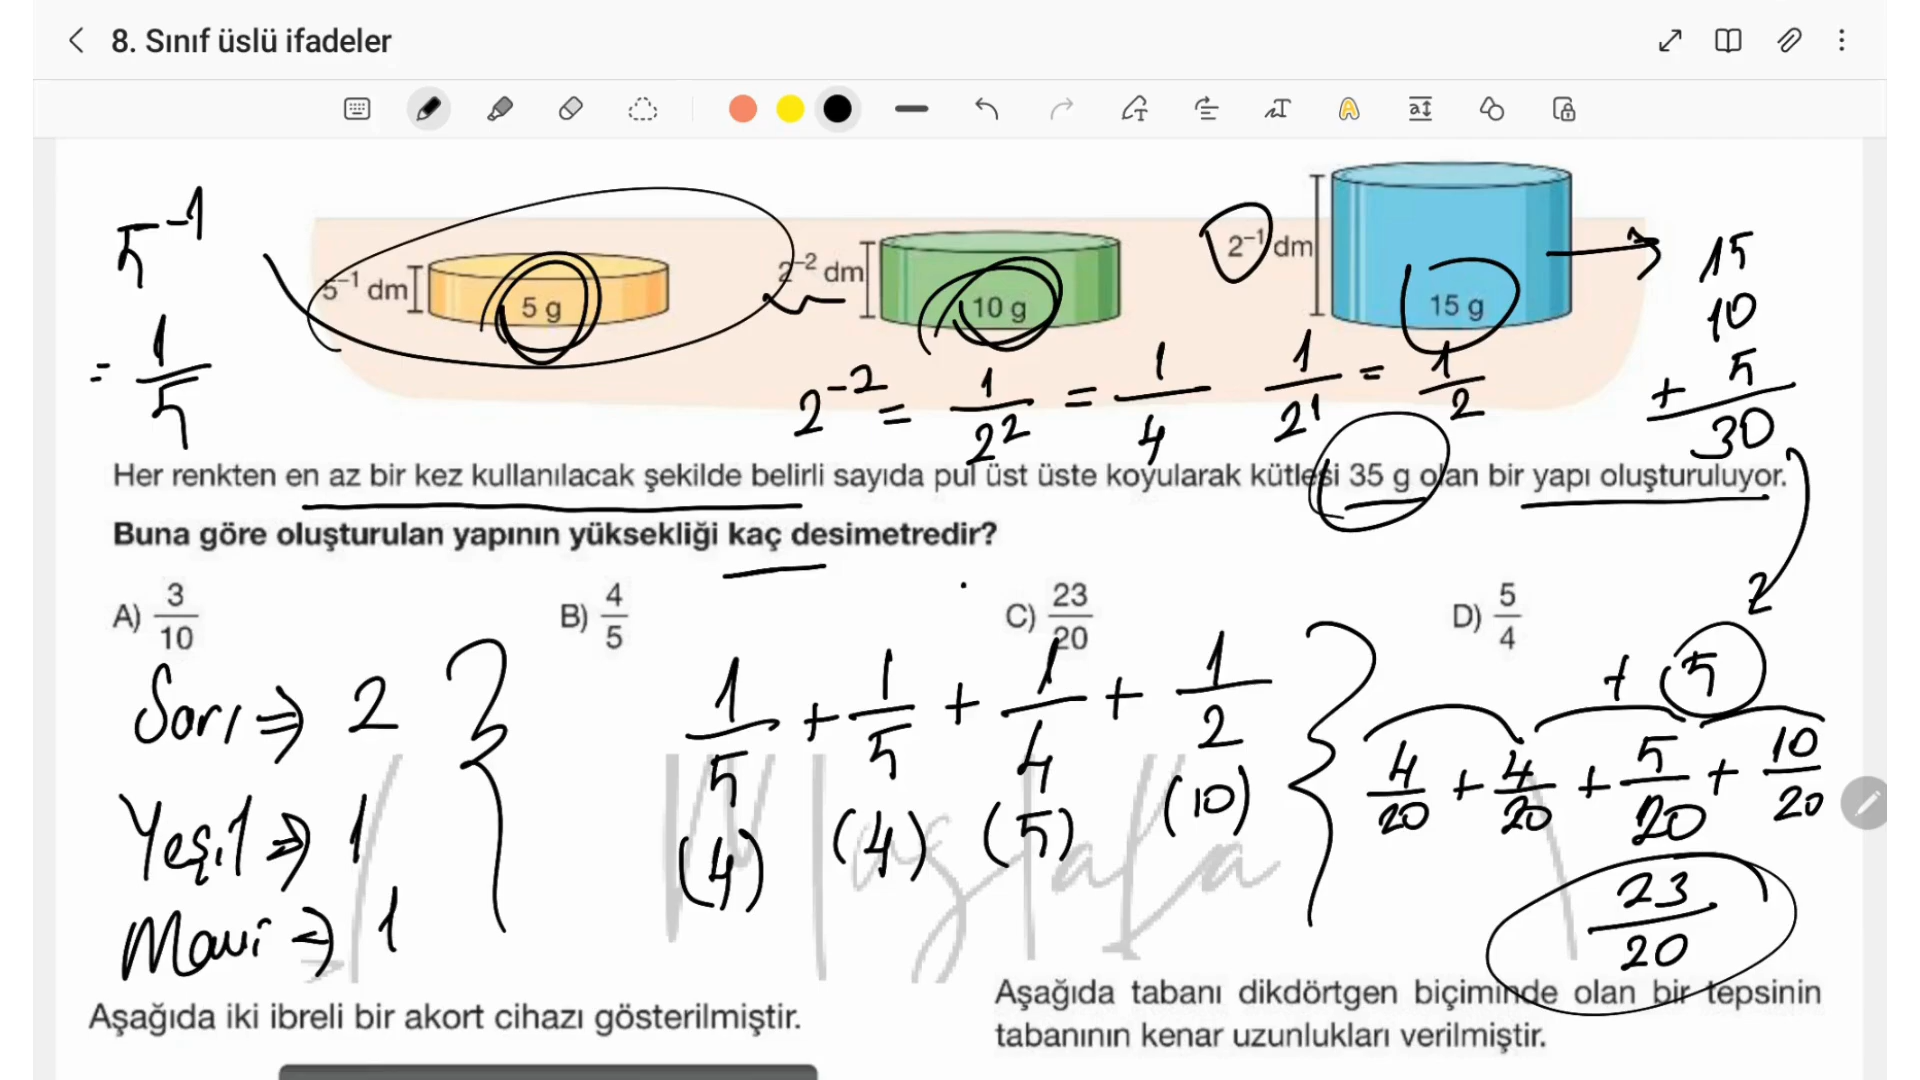 8. Sınıf üslü ifadeler
5⁻¹
= 1/5
5⁻¹ dm
5 g
2⁻² dm
10 g
2⁻¹ dm
15 g
15
10
+ 5
30
2⁻² = 1/2² = 1/4
1/2¹ = 1/2
Her renkten en az bir kez kullanılacak şekilde belirli sayıda pul üst üste koyularak kütlesi 35 g olan bir yapı oluşturuluyor.
Buna göre oluşturulan yapının yüksekliği kaç desimetredir?
A) 3/10 B) 4/5 C) 23/20 D) 5/4
+ 5
Sarı ⇒ 2
Yeşil ⇒ 1
Mavi ⇒ 1
1/5 + 1/5 + 1/4 + 1/2
(4) (4) (5) (10)
4/20 + 4/20 + 5/20 + 10/20
23/20
Aşağıda iki ibreli bir akort cihazı gösterilmiştir.
Aşağıda tabanı dikdörtgen biçiminde olan bir tepsinin
tabanının kenar uzunlukları verilmiştir.